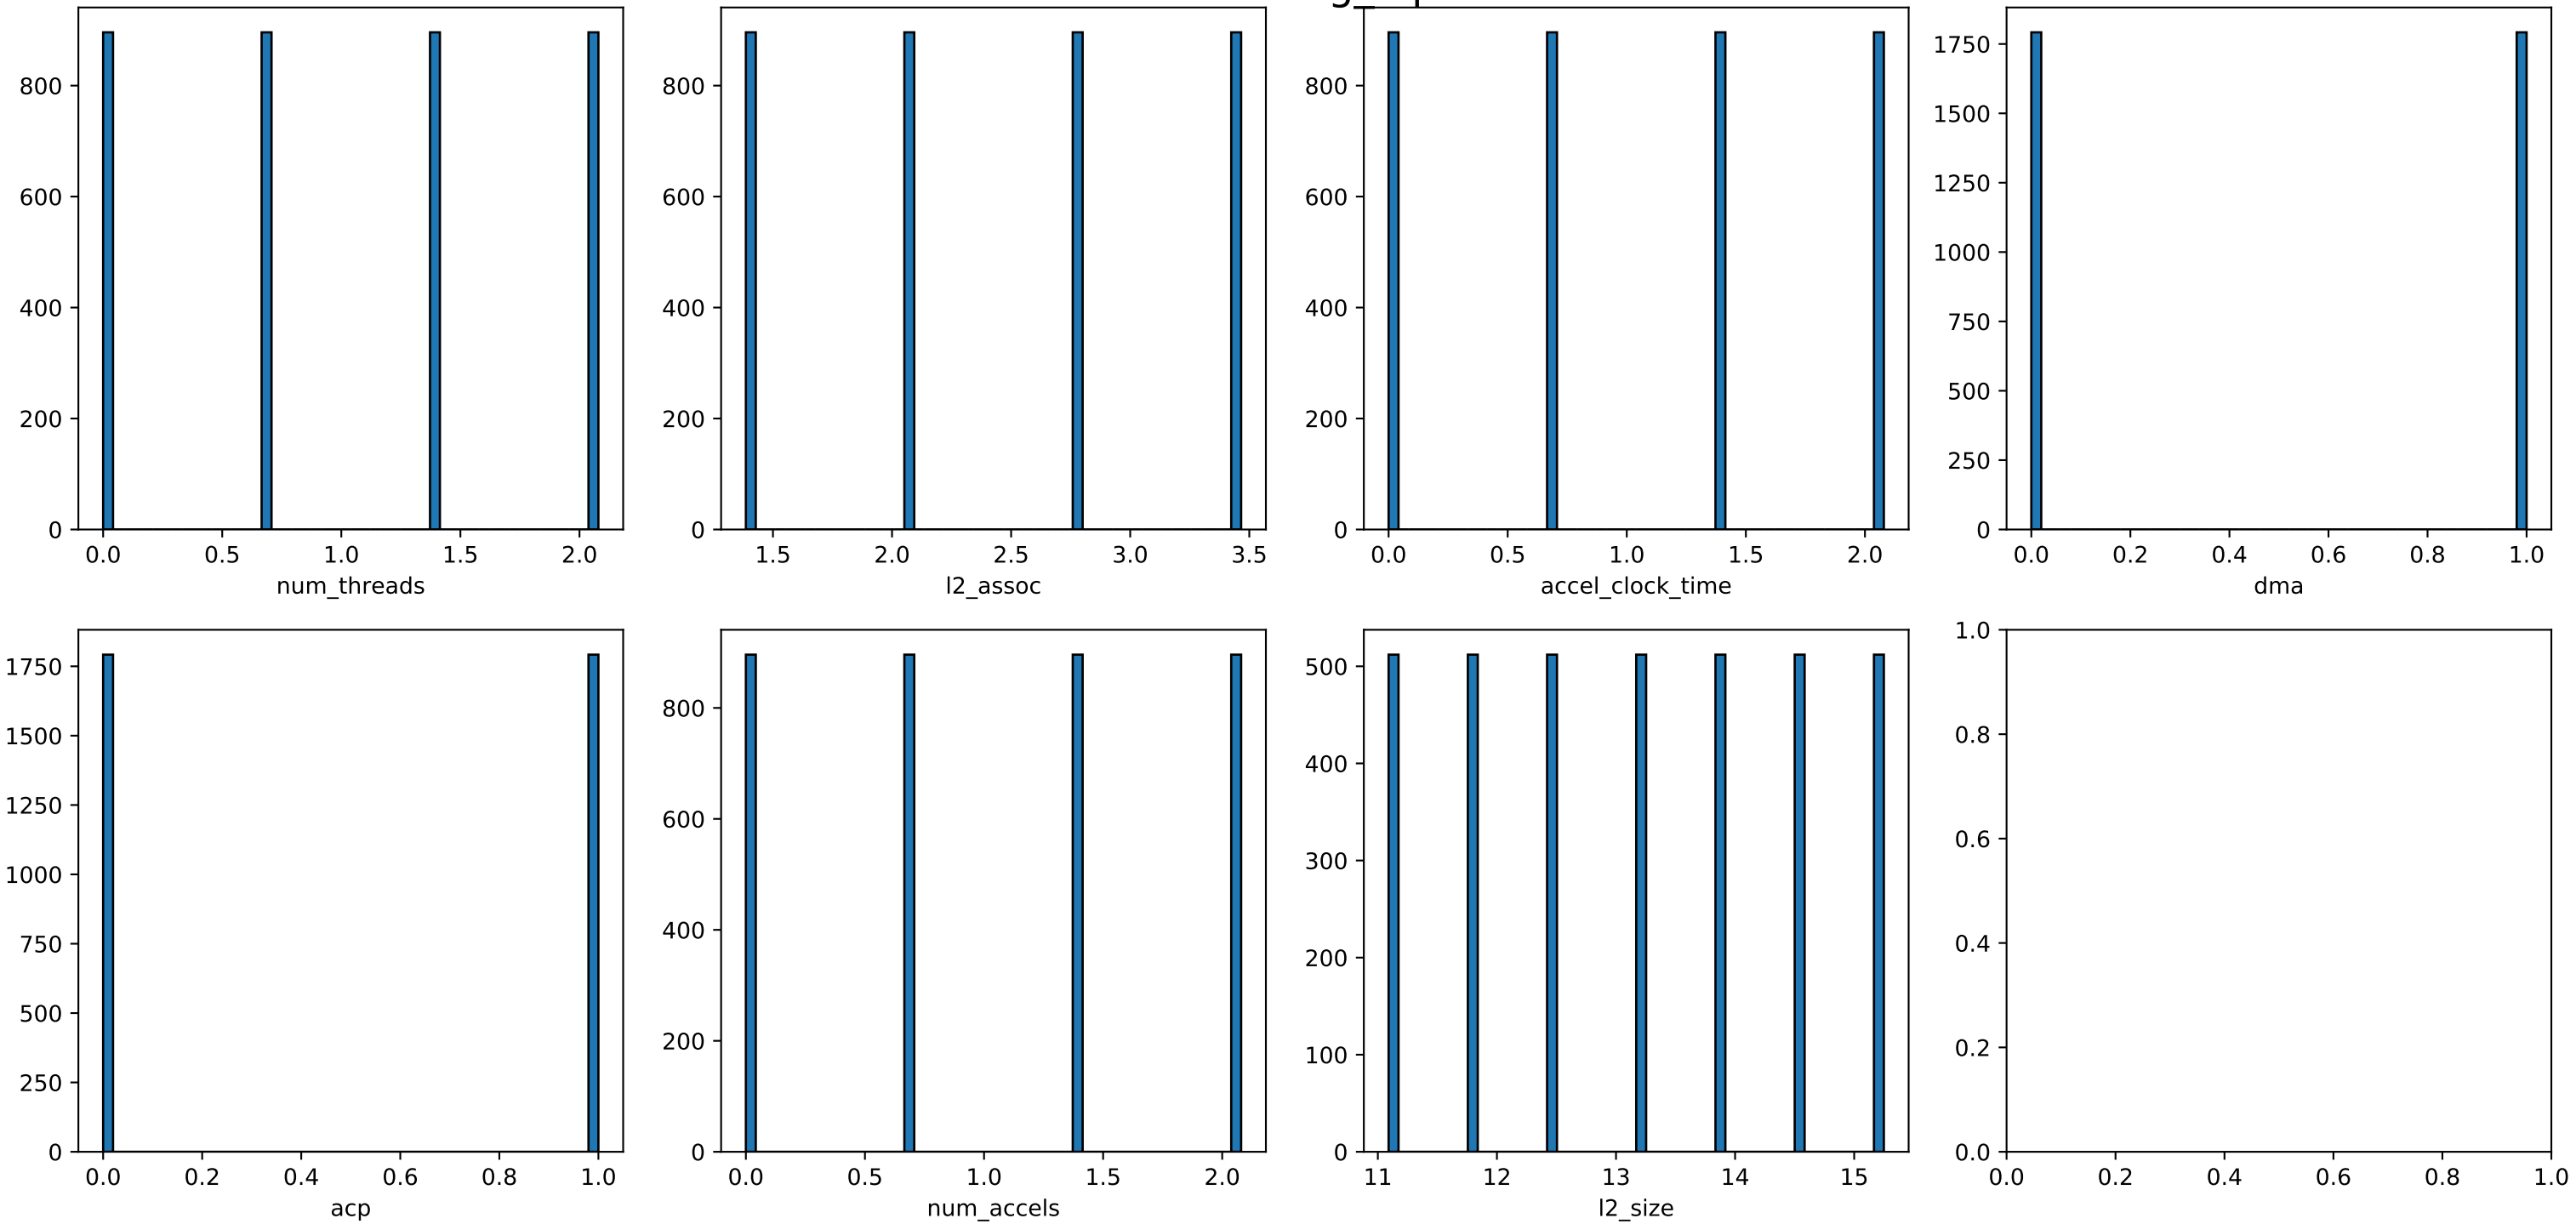 800 800 800 1750
1500
600 600 600 1250
1000
400 400 400 750
500
200 200 200 250
0 0 0 0
0.0 0.5 1.0 1.5 2.0 1.5 2.0 2.5 3.0 3.5 0.0 0.5 1.0 1.5 2.0 0.0 0.2 0.4 0.6 0.8 1.0
num_threads l2_assoc accel_clock_time dma
1750 800 500 1.0
1500 0.8
1250 600 400
1000 300 0.6
750 400 0.4
500 200
250 200 100 0.2
0 0 0 0.0
0.0 0.2 0.4 0.6 0.8 1.0 0.0 0.5 1.0 1.5 2.0 11 12 13 14 15 0.0 0.2 0.4 0.6 0.8 1.0
acp num_accels l2_size